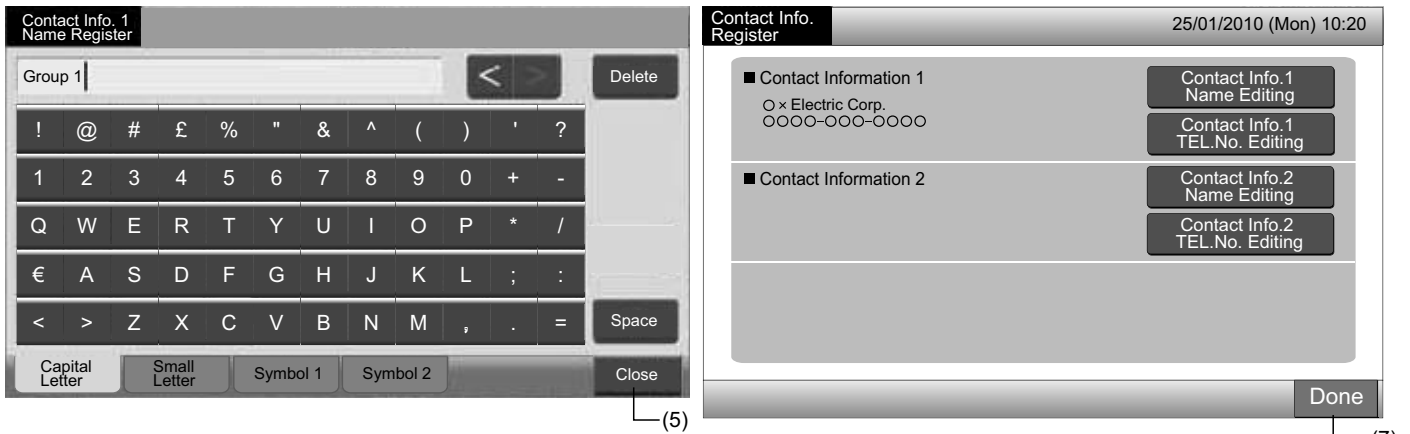 Contact Info. 1
Name Register
Group 1
< >
Delete
! @ # £ % " & ^ ( ) ' ?
1 2 3 4 5 6 7 8 9 0 + -
Q W E R T Y U I O P * /
€ A S D F G H J K L ; :
< > Z X C V B N M , . =
Space
Capital
Letter
Small
Letter
Symbol 1
Symbol 2
Close
(5)
Contact Info.
Register
25/01/2010 (Mon) 10:20
■ Contact Information 1
○× Electric Corp.
○○○○-○○○-○○○○
Contact Info.1
Name Editing
Contact Info.1
TEL.No. Editing
■ Contact Information 2
Contact Info.2
Name Editing
Contact Info.2
TEL.No. Editing
Done